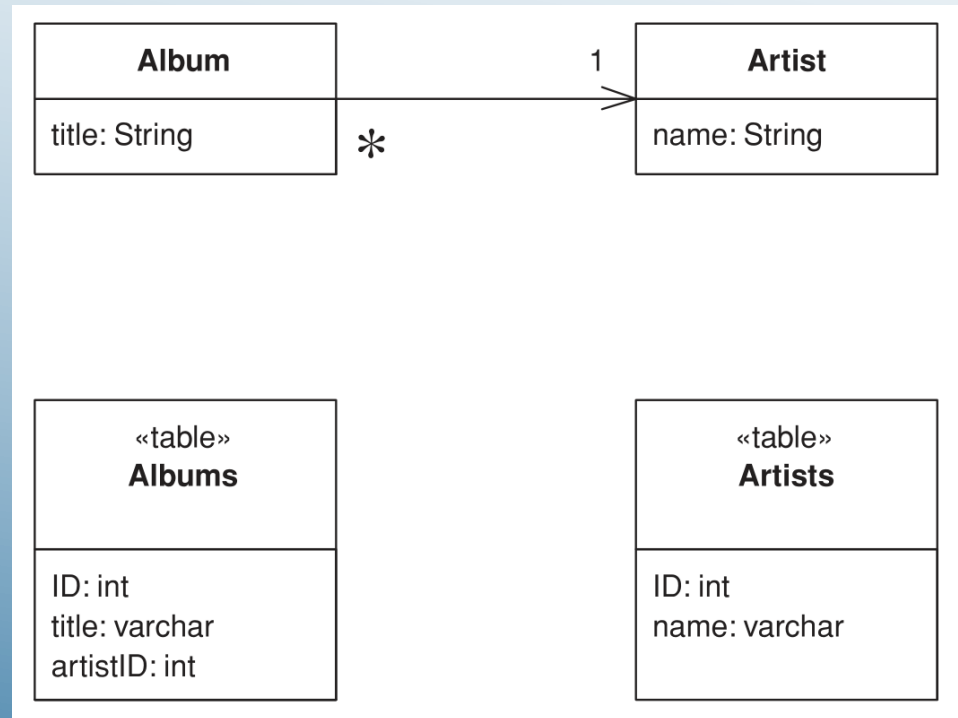 Album
title: String
*
1
Artist
name: String
«table»
Albums
ID: int
title: varchar
artistID: int
«table»
Artists
ID: int
name: varchar